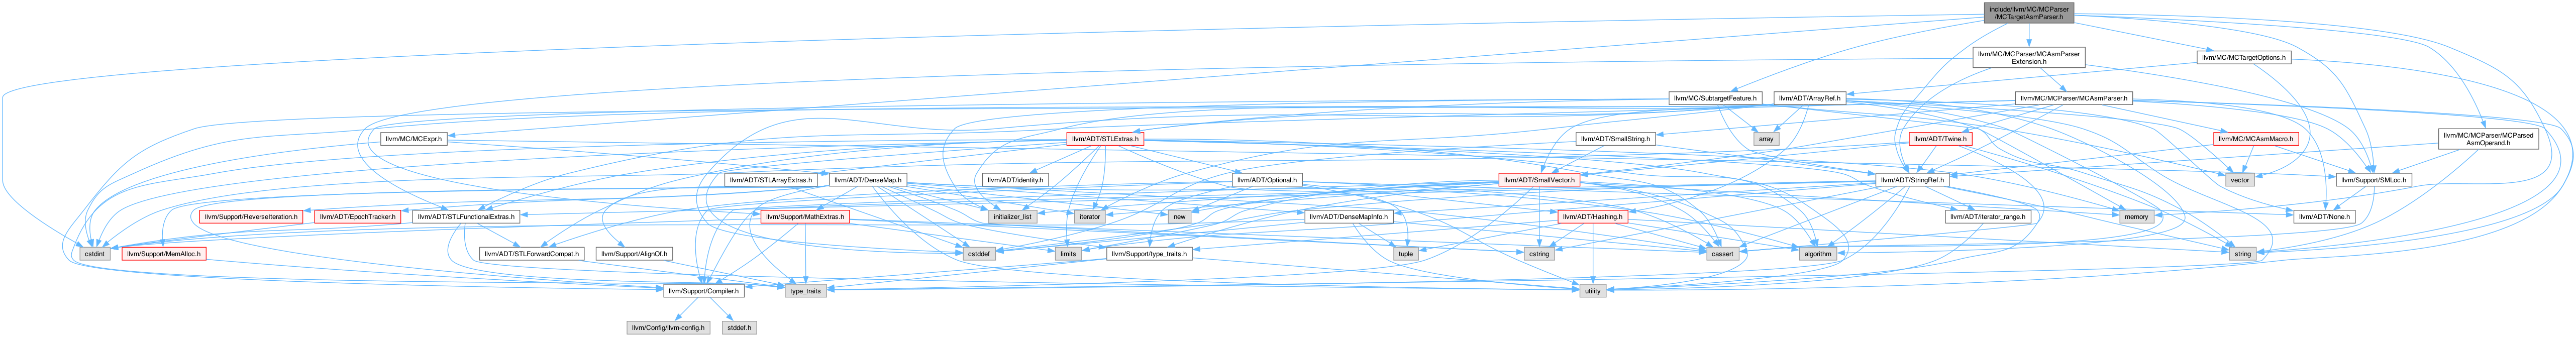 include/llvm/MC/MCParser
/MCTargetAsmParser.h
llvm/MC/MCParser/MCAsmParser
Extension.h
llvm/MC/MCTargetOptions.h
llvm/MC/SubtargetFeature.h
llvm/ADT/ArrayRef.h
llvm/MC/MCParser/MCAsmParser.h
llvm/MC/MCExpr.h
llvm/ADT/STLExtras.h
llvm/ADT/SmallString.h
array
llvm/ADT/Twine.h
llvm/MC/MCAsmMacro.h
llvm/MC/MCParser/MCParsed
AsmOperand.h
llvm/ADT/STLArrayExtras.h
llvm/ADT/DenseMap.h
llvm/ADT/identity.h
llvm/ADT/Optional.h
llvm/ADT/SmallVector.h
llvm/ADT/StringRef.h
vector
llvm/Support/SMLoc.h
llvm/Support/ReverseIteration.h
llvm/ADT/EpochTracker.h
llvm/ADT/STLFunctionalExtras.h
llvm/Support/MathExtras.h
initializer_list
iterator
new
llvm/ADT/DenseMapInfo.h
llvm/ADT/Hashing.h
llvm/ADT/iterator_range.h
memory
llvm/ADT/None.h
cstdint
llvm/Support/MemAlloc.h
llvm/ADT/STLForwardCompat.h
llvm/Support/AlignOf.h
cstddef
limits
llvm/Support/type_traits.h
tuple
cstring
cassert
algorithm
string
llvm/Support/Compiler.h
type_traits
utility
llvm/Config/llvm-config.h
stddef.h